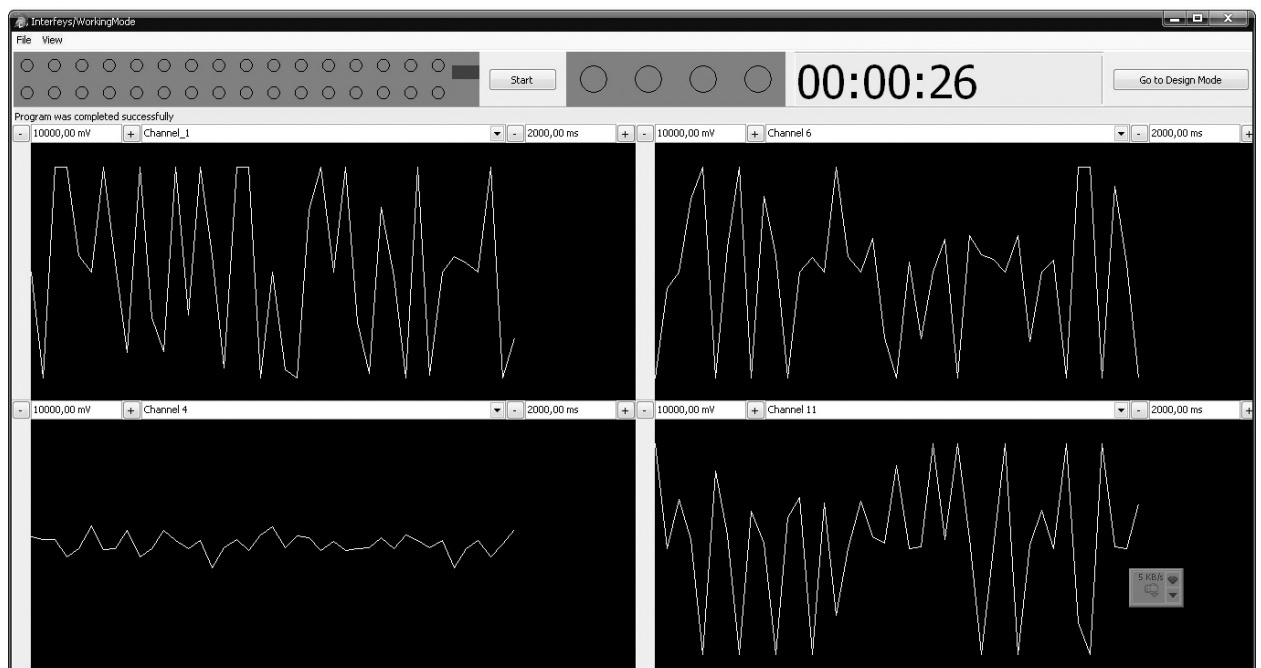 Interfeys/WorkingMode
File View
Start
00:00:26
Go to Design Mode
Program was completed successfully
- 10000,00 mV + Channel_1 - 2000,00 ms +
- 10000,00 mV + Channel 6 - 2000,00 ms +
- 10000,00 mV + Channel 4 - 2000,00 ms +
- 10000,00 mV + Channel 11 - 2000,00 ms +
5 KB/s